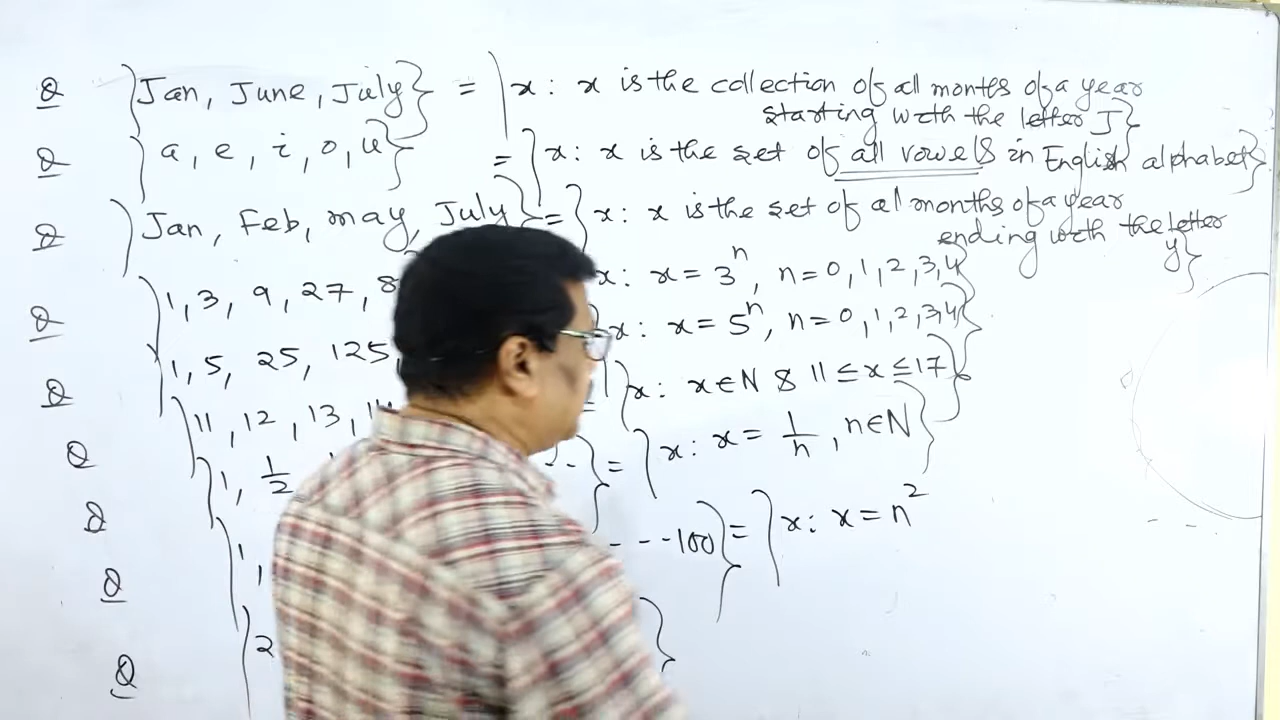 Q {Jan, June, July} = {x: x is the collection of all months of a year
starting with the letter J}
Q {a, e, i, o, u} = {x: x is the set of all vowels in English alphabet}
Q {Jan, Feb, may, July} = {x: x is the set of al months of a year
ending with the letter
y}
Q {1, 3, 9, 27, 8 x: x = 3^n, n = 0, 1, 2, 3, 4}
Q {1, 5, 25, 125, x: x = 5^n, n = 0, 1, 2, 3, 4}
Q {11, 12, 13, = {x: x ∈ N & 11 ≤ x ≤ 17}
Q {1, 1/2 --} = {x: x = 1/n, n ∈ N}
Q {1, ---100} = {x: x = n^2
Q {2 }